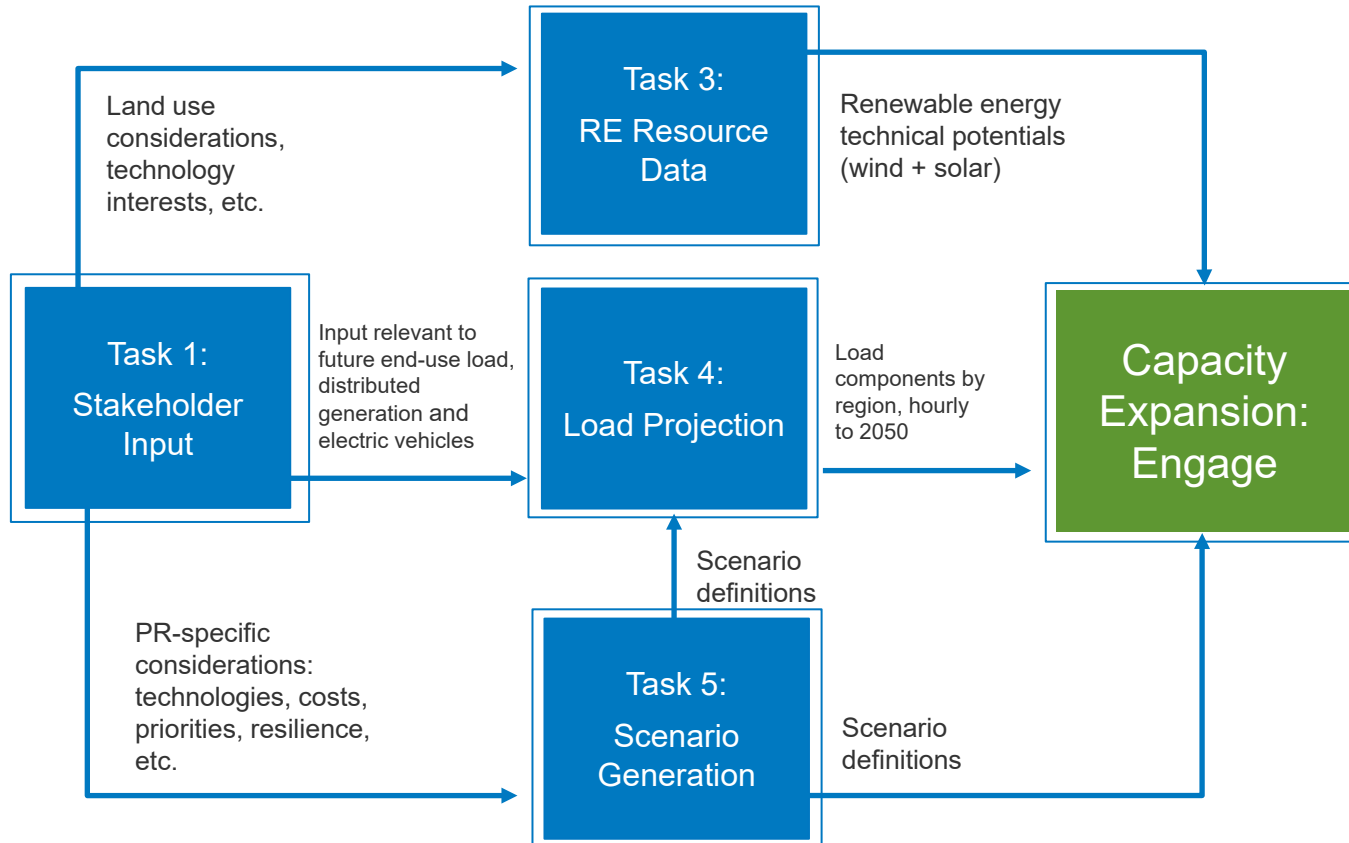 Task 3:
RE Resource
Data
Land use
considerations,
technology
interests, etc.
Renewable energy
technical potentials
(wind + solar)
Task 1:
Stakeholder
Input
Input relevant to
future end-use load,
distributed
generation and
electric vehicles
Task 4:
Load Projection
Load
components by
region, hourly
to 2050
Capacity
Expansion:
Engage
Scenario
definitions
PR-specific
considerations:
technologies, costs,
priorities, resilience,
etc.
Task 5:
Scenario
Generation
Scenario
definitions